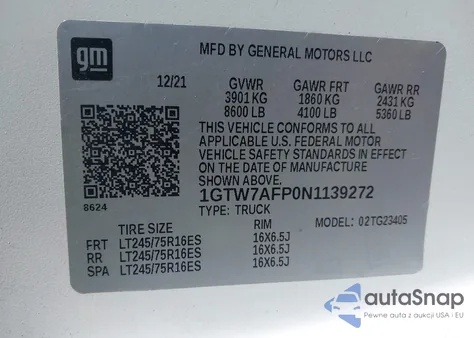 gm
MFD BY GENERAL MOTORS LLC
12/21 GVWR GAWR FRT GAWR RR
3901 KG 1860 KG 2431 KG
8600 LB 4100 LB 5360 LB
THIS VEHICLE CONFORMS TO ALL
APPLICABLE U.S. FEDERAL MOTOR
VEHICLE SAFETY STANDARDS IN EFFECT
ON THE DATE OF MANUFACTURE
SHOWN ABOVE.
8624 1GTW7AFP0N1139272
TYPE: TRUCK
TIRE SIZE RIM MODEL: 02TG23405
FRT LT245/75R16ES 16X6.5J
RR LT245/75R16ES 16X6.5J
SPA LT245/75R16ES 16X6.5J
autoSnap
Pewne auta z USA i EU